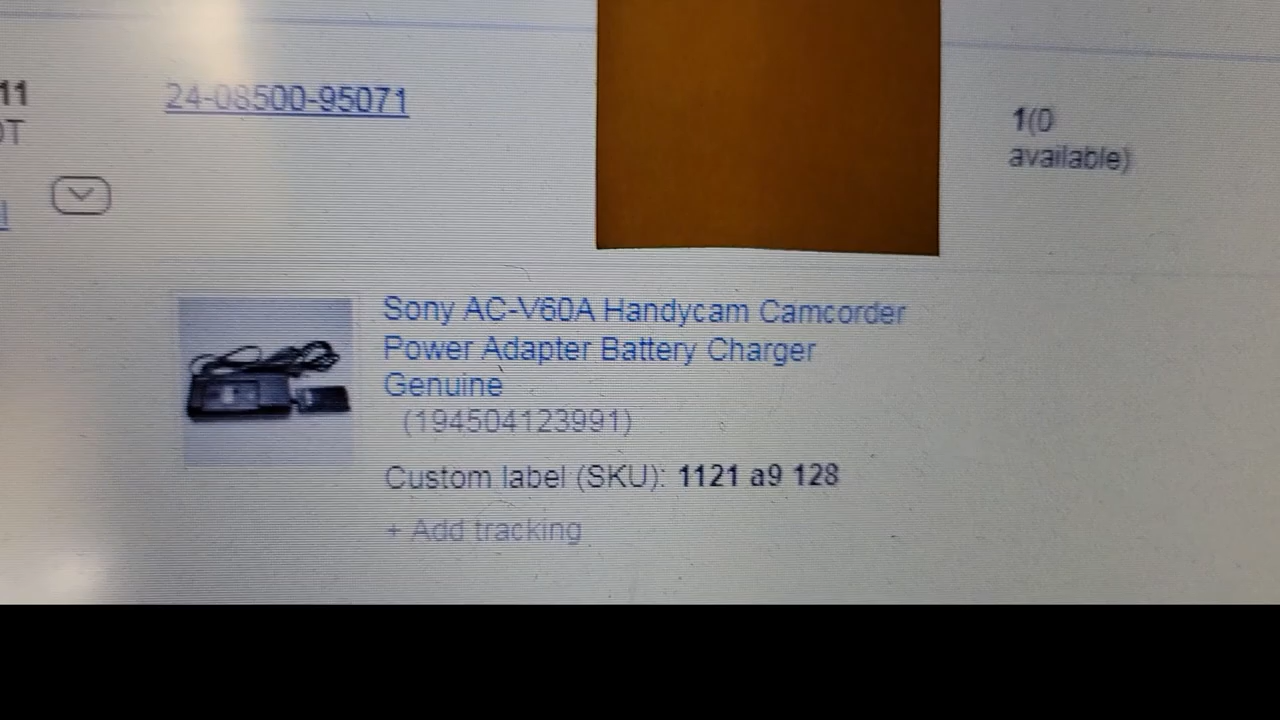 11
24-08500-95071
1(0
available)
Sony AC-V60A Handycam Camcorder
Power Adapter Battery Charger
Genuine
(194504123991)
Custom label (SKU): 1121 a9 128
+ Add tracking